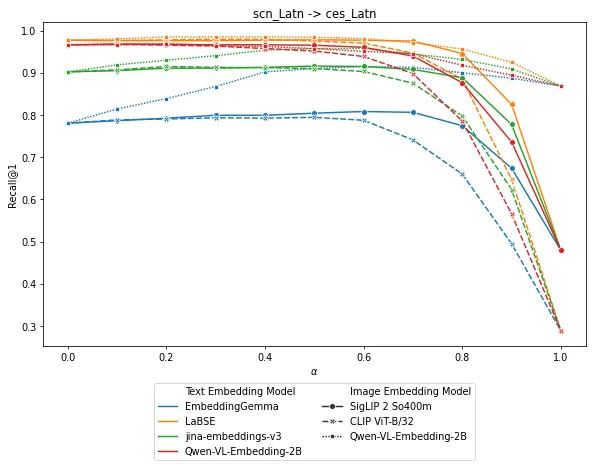 scn_Latn -> ces_Latn
Recall@1
1.0
0.9
0.8
0.7
0.6
0.5
0.4
0.3
0.0 0.2 0.4 0.6 0.8 1.0
α
Text Embedding Model
EmbeddingGemma
LaBSE
jina-embeddings-v3
Qwen-VL-Embedding-2B
Image Embedding Model
SigLIP 2 So400m
CLIP ViT-B/32
Qwen-VL-Embedding-2B